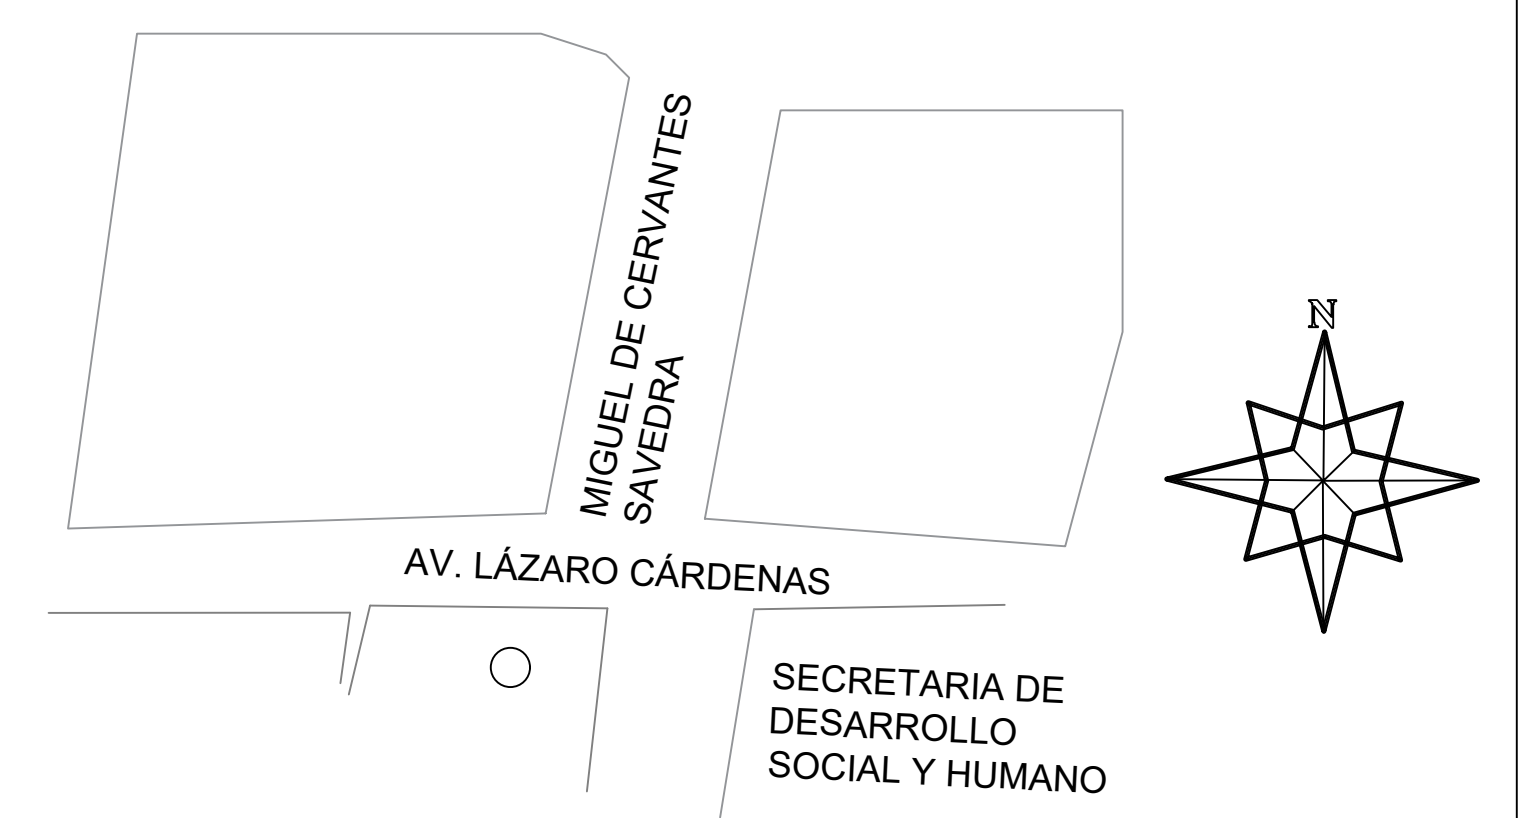 MIGUEL DE CERVANTES
SAVEDRA
N
AV. LÁZARO CÁRDENAS
SECRETARIA DE
DESARROLLO
SOCIAL Y HUMANO